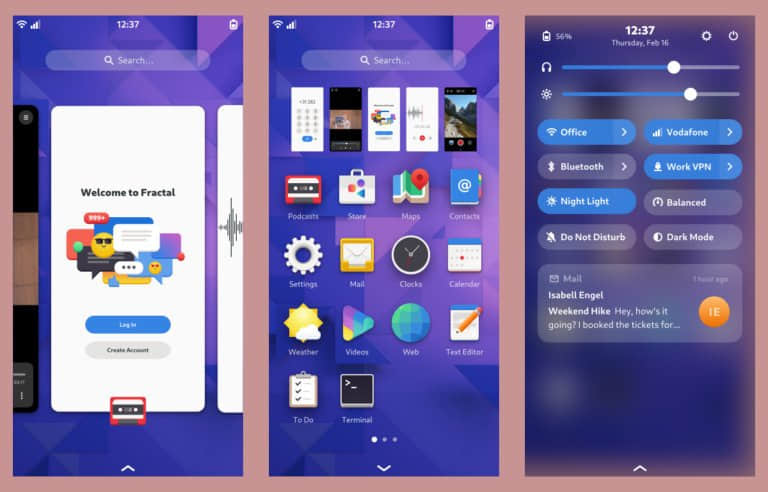 12:37
Search...
Welcome to Fractal
999+
Log In
Create Account
12:37
Search...
Podcasts
Store
Maps
Contacts
Settings
Mail
Clocks
Calendar
Weather
Videos
Web
Text Editor
To Do
Terminal
56%
12:37
Thursday, Feb 16
Office
Vodafone
Bluetooth
Work VPN
Night Light
Balanced
Do Not Disturb
Dark Mode
Mail
1 hour ago
Isabell Engel
Weekend Hike Hey, how's it
going? I booked the tickets for...
IE